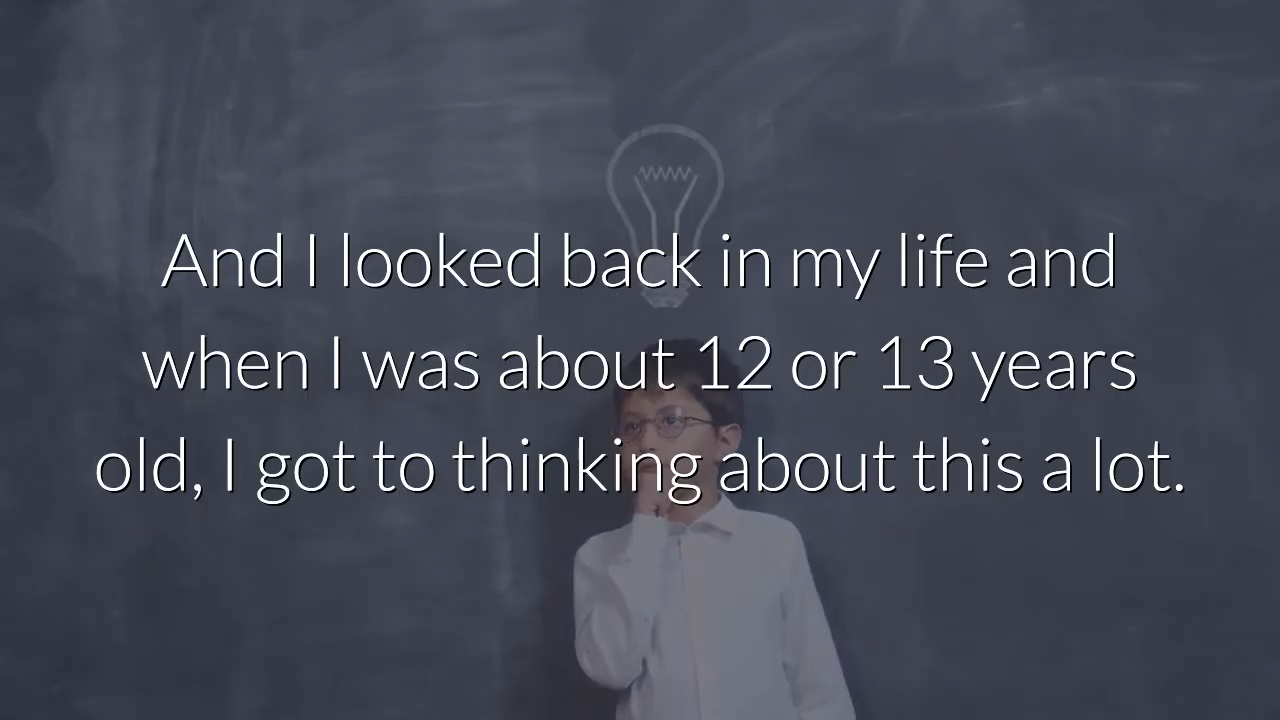 And I looked back in my life and
when I was about 12 or 13 years
old, I got to thinking about this a lot.